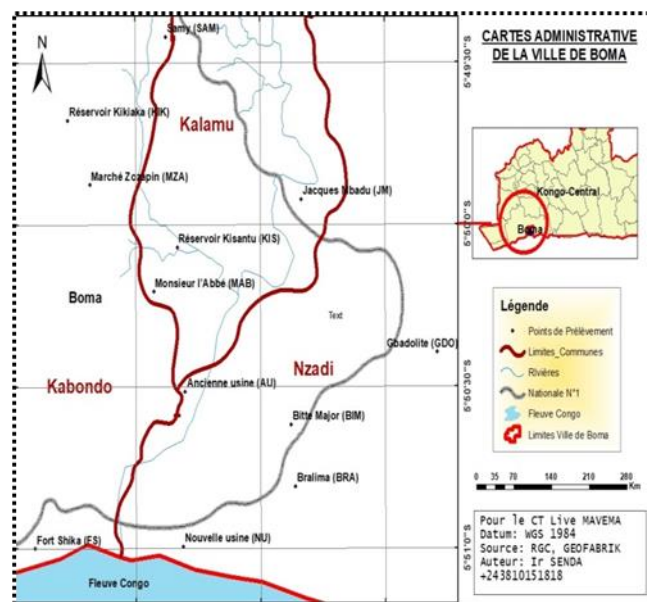 CARTES ADMINISTRATIVE
DE LA VILLE DE BOMA
N
Samy (SAM)
5°49'30"S
Réservoir Kikiaka (KIK)
Kalamu
Marché Zozapin (MZA)
Jacques Mbadu (JM)
Kongo-Central
Boma
5°50'0"S
Réservoir Kisantu (KIS)
Monsieur l'Abbé (MAB)
Boma
Text
Gbadolite (GDO)
Nzadi
Kabondo
Ancienne usine (AU)
5°50'30"S
Bitte Major (BIM)
Bralima (BRA)
Fort Shika (FS)
Nouvelle usine (NU)
5°51'0"S
Fleuve Congo
Légende
Points de Prélèvement
Limites_Communes
Rivières
Nationale N°1
Fleuve Congo
Limites Ville de Boma
0 35 70 140 210 280
Km
Pour le CT Live MAVEMA
Datum: WGS 1984
Source: RGC, GEOFABRIK
Auteur: Ir SENDA
+243810151818